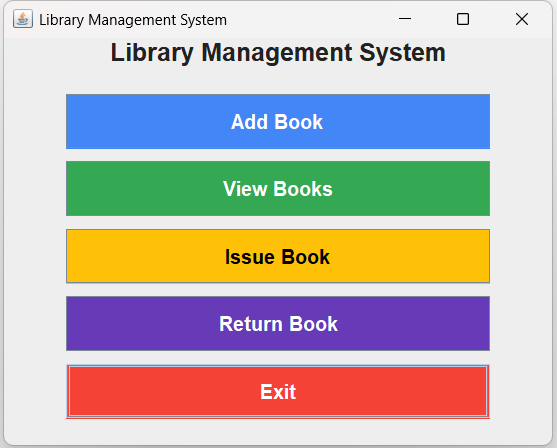 Library Management System
Library Management System
Add Book
View Books
Issue Book
Return Book
Exit